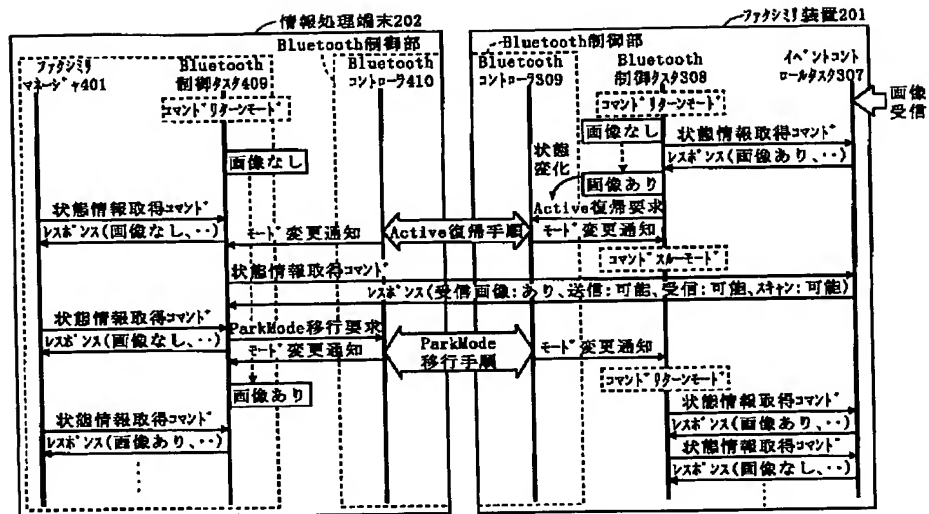 情報処理端末202
ファクシミリ装置201
Bluetooth制御部
Bluetooth制御部
ファクシミリ
マネージャ401
Bluetooth
制御タスク409
Bluetooth
コントローラ410
Bluetooth
コントローラ309
Bluetooth
制御タスク308
イベントコント
ロールタスク307
画像
受信
コマンドリターンモード
コマンドリターンモード
画像なし
画像なし
状態情報取得コマンド
レスポンス(画像あり、‥)
状態
変化
画像あり
状態情報取得コマンド
レスポンス(画像なし、‥)
モード変更通知
Active復帰手順
Active復帰要求
モード変更通知
コマンドスルーモード
状態情報取得コマンド
レスポンス(受信画像:あり、送信:可能、受信:可能、スキャン:可能)
状態情報取得コマンド
レスポンス(画像なし、‥)
ParkMode移行要求
モード変更通知
ParkMode
移行手順
モード変更通知
コマンドリターンモード
画像あり
状態情報取得コマンド
レスポンス(画像あり、‥)
状態情報取得コマンド
レスポンス(画像あり、‥)
状態情報取得コマンド
レスポンス(画像なし、‥)